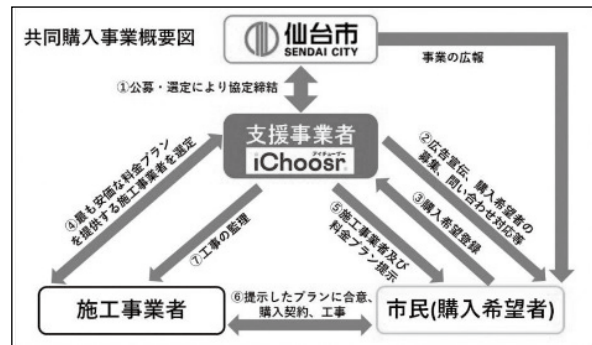 共同購入事業概要図
仙台市
SENDAI CITY
事業の広報
①公募・選定により協定締結
支援事業者
アイチューザー
iChoosr
②広告宣伝、購入希望者の
募集、問い合わせ対応等
③購入希望登録
④最も安価な料金プラン
を提供する施工事業者を選定
⑤施工事業者及び
料金プラン提示
⑦工事の監理
施工事業者
⑥提示したプランに合意、
購入契約、工事
市民(購入希望者)